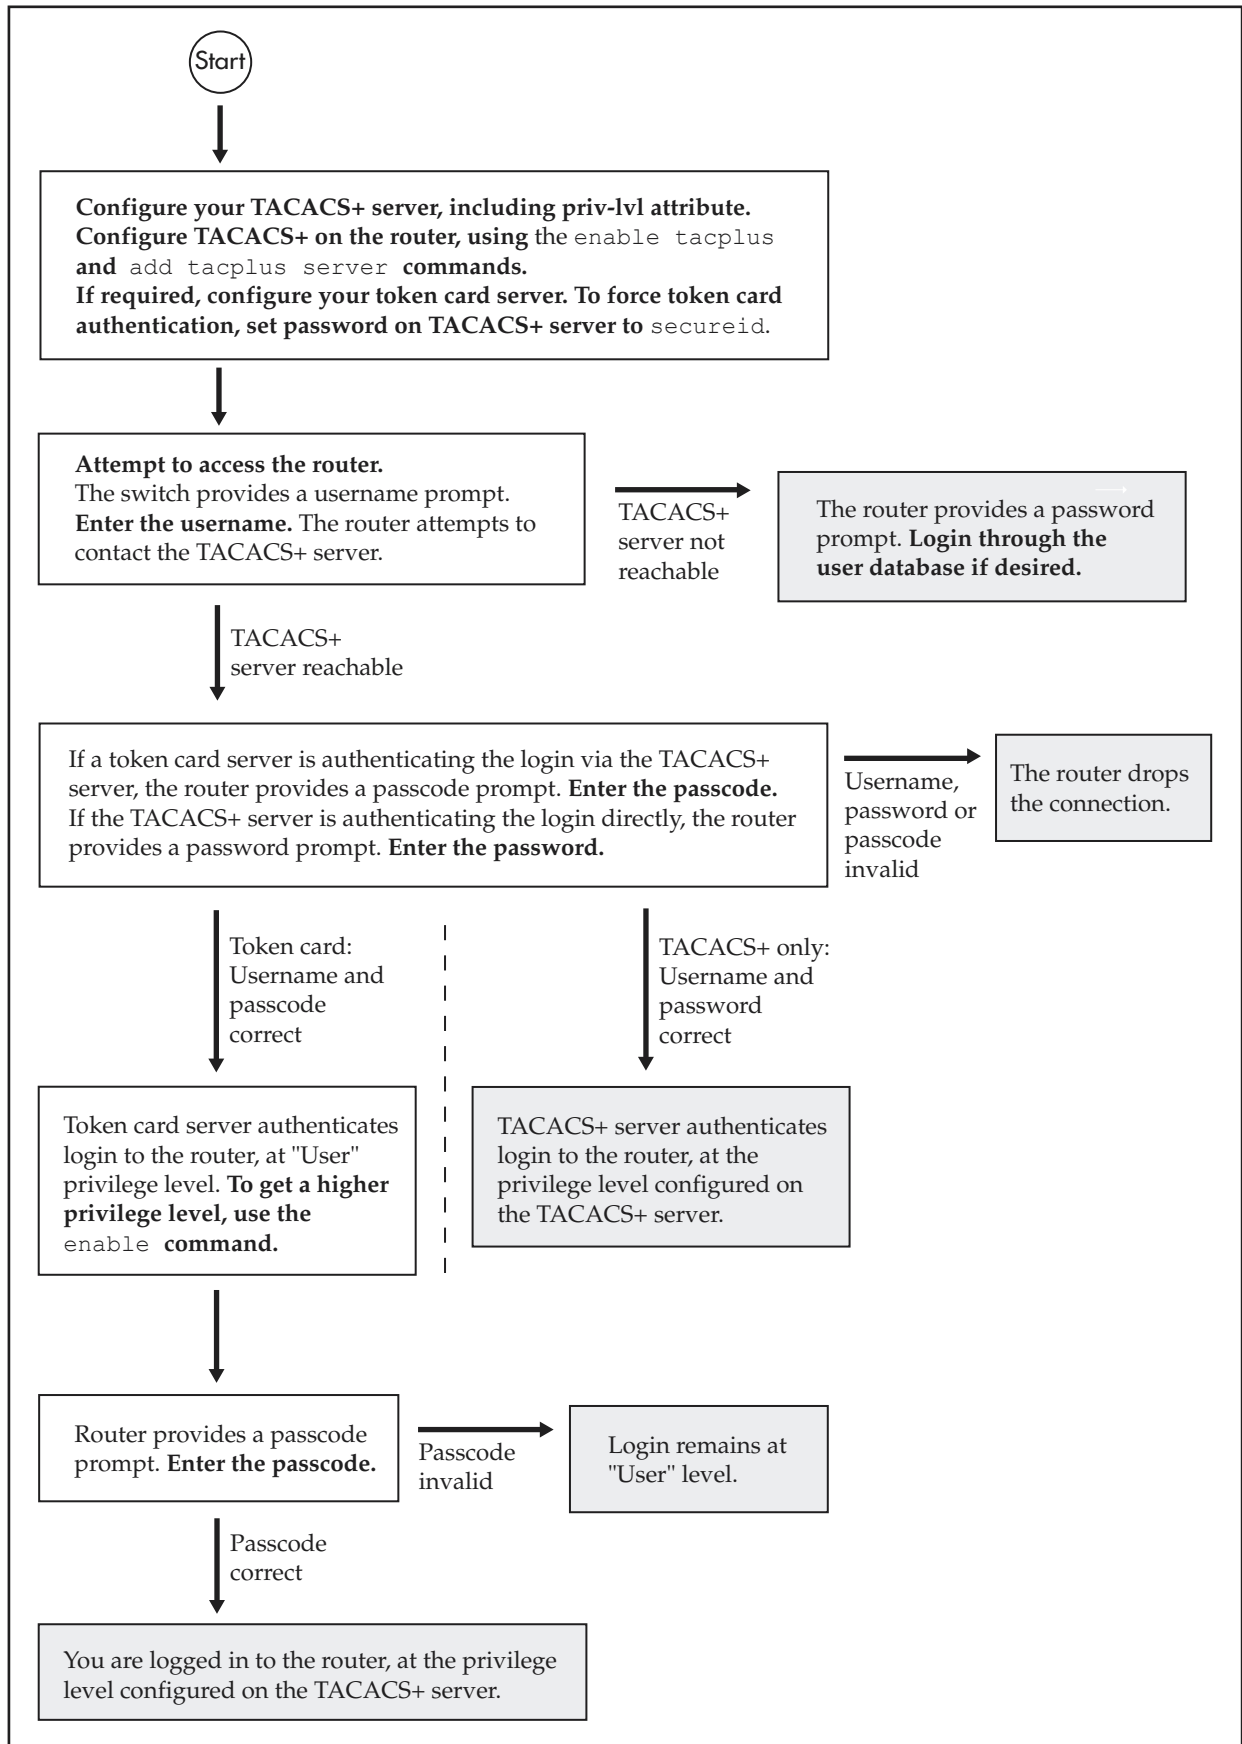 Start
Configure your TACACS+ server, including priv-lvl attribute.
Configure TACACS+ on the router, using the enable tacplus
and add tacplus server commands.
If required, configure your token card server. To force token card
authentication, set password on TACACS+ server to secureid.
Attempt to access the router.
The switch provides a username prompt.
Enter the username. The router attempts to
contact the TACACS+ server.
TACACS+
server not
reachable
The router provides a password
prompt. Login through the
user database if desired.
TACACS+
server reachable
If a token card server is authenticating the login via the TACACS+
server, the router provides a passcode prompt. Enter the passcode.
If the TACACS+ server is authenticating the login directly, the router
provides a password prompt. Enter the password.
Username,
password or
passcode
invalid
The router drops
the connection.
Token card:
Username and
passcode
correct
TACACS+ only:
Username and
password
correct
Token card server authenticates
login to the router, at "User"
privilege level. To get a higher
privilege level, use the
enable command.
TACACS+ server authenticates
login to the router, at the
privilege level configured on
the TACACS+ server.
Router provides a passcode
prompt. Enter the passcode.
Passcode
invalid
Login remains at
"User" level.
Passcode
correct
You are logged in to the router, at the privilege
level configured on the TACACS+ server.